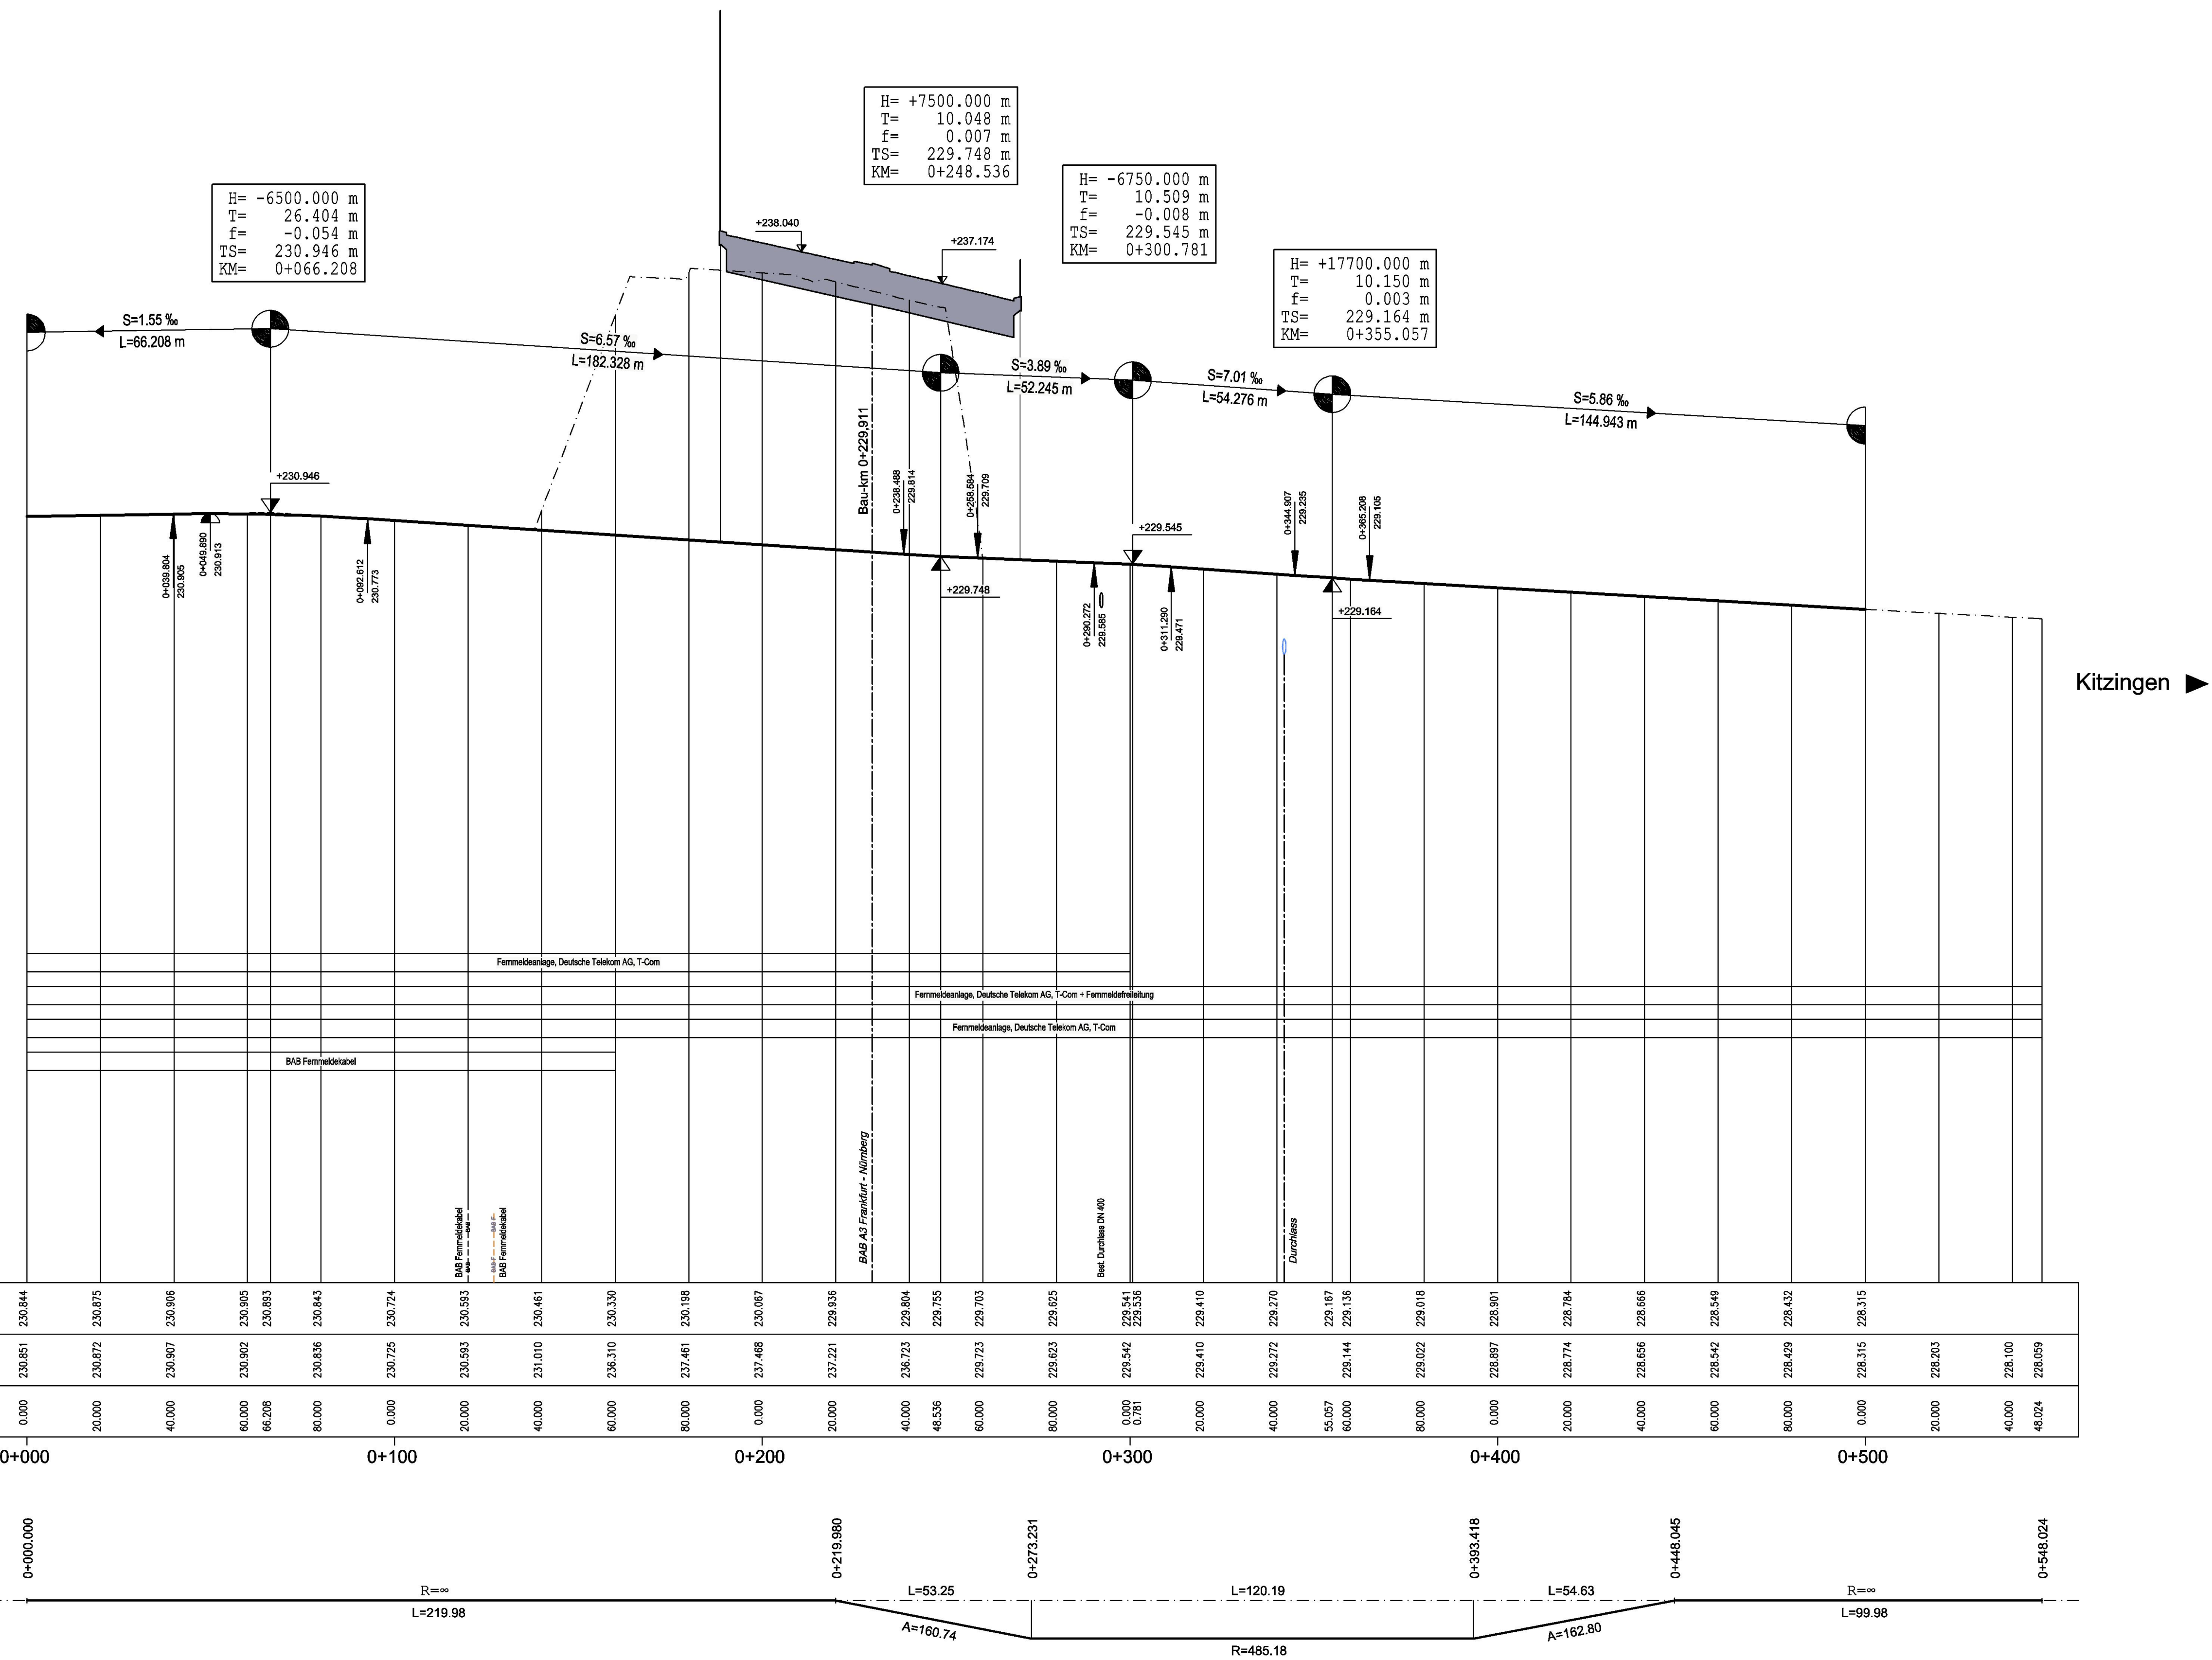 H= +7500.000 m
T= 10.048 m
f= 0.007 m
TS= 229.748 m
KM= 0+248.536
H= -6750.000 m
T= 10.509 m
f= -0.008 m
TS= 229.545 m
KM= 0+300.781
H= -6500.000 m
T= 26.404 m
f= -0.054 m
TS= 230.946 m
KM= 0+066.208
H= +17700.000 m
T= 10.150 m
f= 0.003 m
TS= 229.164 m
KM= 0+355.057
+238.040
+237.174
S=1.55 ‰
L=66.208 m
S=6.57 ‰
L=182.328 m
S=3.89 ‰
L=52.245 m
S=7.01 ‰
L=54.276 m
S=5.86 ‰
L=144.943 m
Bau-km 0+229,911
+230.946
0+039.804
230.905
0+049.890
230.913
0+092.612
230.773
0+238.488
229.814
0+258.584
229.709
+229.748
+229.545
0+290.272
229.585
0+311.290
229.471
0+344.907
229.235
0+365.208
229.105
+229.164
Kitzingen
Fernmeldeanlage, Deutsche Telekom AG, T-Com
Fernmeldeanlage, Deutsche Telekom AG, T-Com + Fernmeldefreileitung
Fernmeldeanlage, Deutsche Telekom AG, T-Com
BAB Fernmeldekabel
BAB Fernmeldekabel
BAB Fernmeldekabel
BAB A3 Frankfurt - Nürnberg
Best. Durchlass DN 400
Durchlass
230.844 230.875 230.906 230.905 230.893 230.843 230.724 230.593 230.461 230.330 230.198 230.067 229.936 229.804 229.755 229.703 229.625 229.541 229.536 229.410 229.270 229.167 229.136 229.018 228.901 228.784 228.666 228.549 228.432 228.315
230.851 230.872 230.907 230.902 230.836 230.725 230.593 231.010 236.310 237.461 237.468 237.221 236.723 229.723 229.623 229.542 229.410 229.272 229.144 229.022 228.897 228.774 228.656 228.542 228.429 228.315 228.203 228.100 228.059
0.000 20.000 40.000 60.000 66.208 80.000 0.000 20.000 40.000 60.000 80.000 0.000 20.000 40.000 48.536 60.000 80.000 0.000 0.781 20.000 40.000 55.057 60.000 80.000 0.000 20.000 40.000 60.000 80.000 0.000 20.000 40.000 48.024
0+000 0+100 0+200 0+300 0+400 0+500
0+000.000 0+219.980 0+273.231 0+393.418 0+448.045 0+548.024
R=∞
L=219.98
L=53.25
A=160.74
L=120.19
R=485.18
L=54.63
A=162.80
R=∞
L=99.98